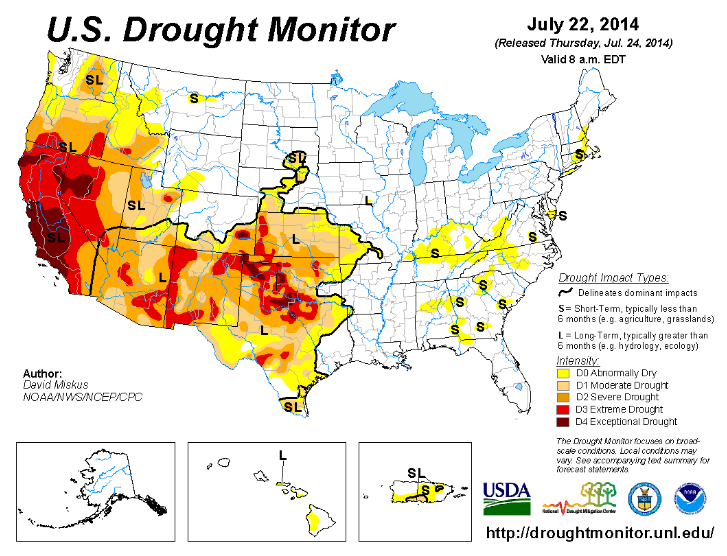 U.S. Drought Monitor
July 22, 2014
(Released Thursday, Jul. 24, 2014)
Valid 8 a.m. EDT
SL
S
SL
SL
L
S
SL
S
S
SL
L
S
L
S
S
S
L
S
S
SL
Drought Impact Types:
Delineates dominant impacts
S = Short-Term, typically less than
6 months (e.g. agriculture, grasslands)
L = Long-Term, typically greater than
6 months (e.g. hydrology, ecology)
Intensity:
D0 Abnormally Dry
D1 Moderate Drought
D2 Severe Drought
D3 Extreme Drought
D4 Exceptional Drought
Author:
David Miskus
NOAA/NWS/NCEP/CPC
The Drought Monitor focuses on broad-
scale conditions. Local conditions may
vary. See accompanying text summary for
forecast statements.
L
SL
S
USDA
National Drought Mitigation Center
NOAA
http://droughtmonitor.unl.edu/